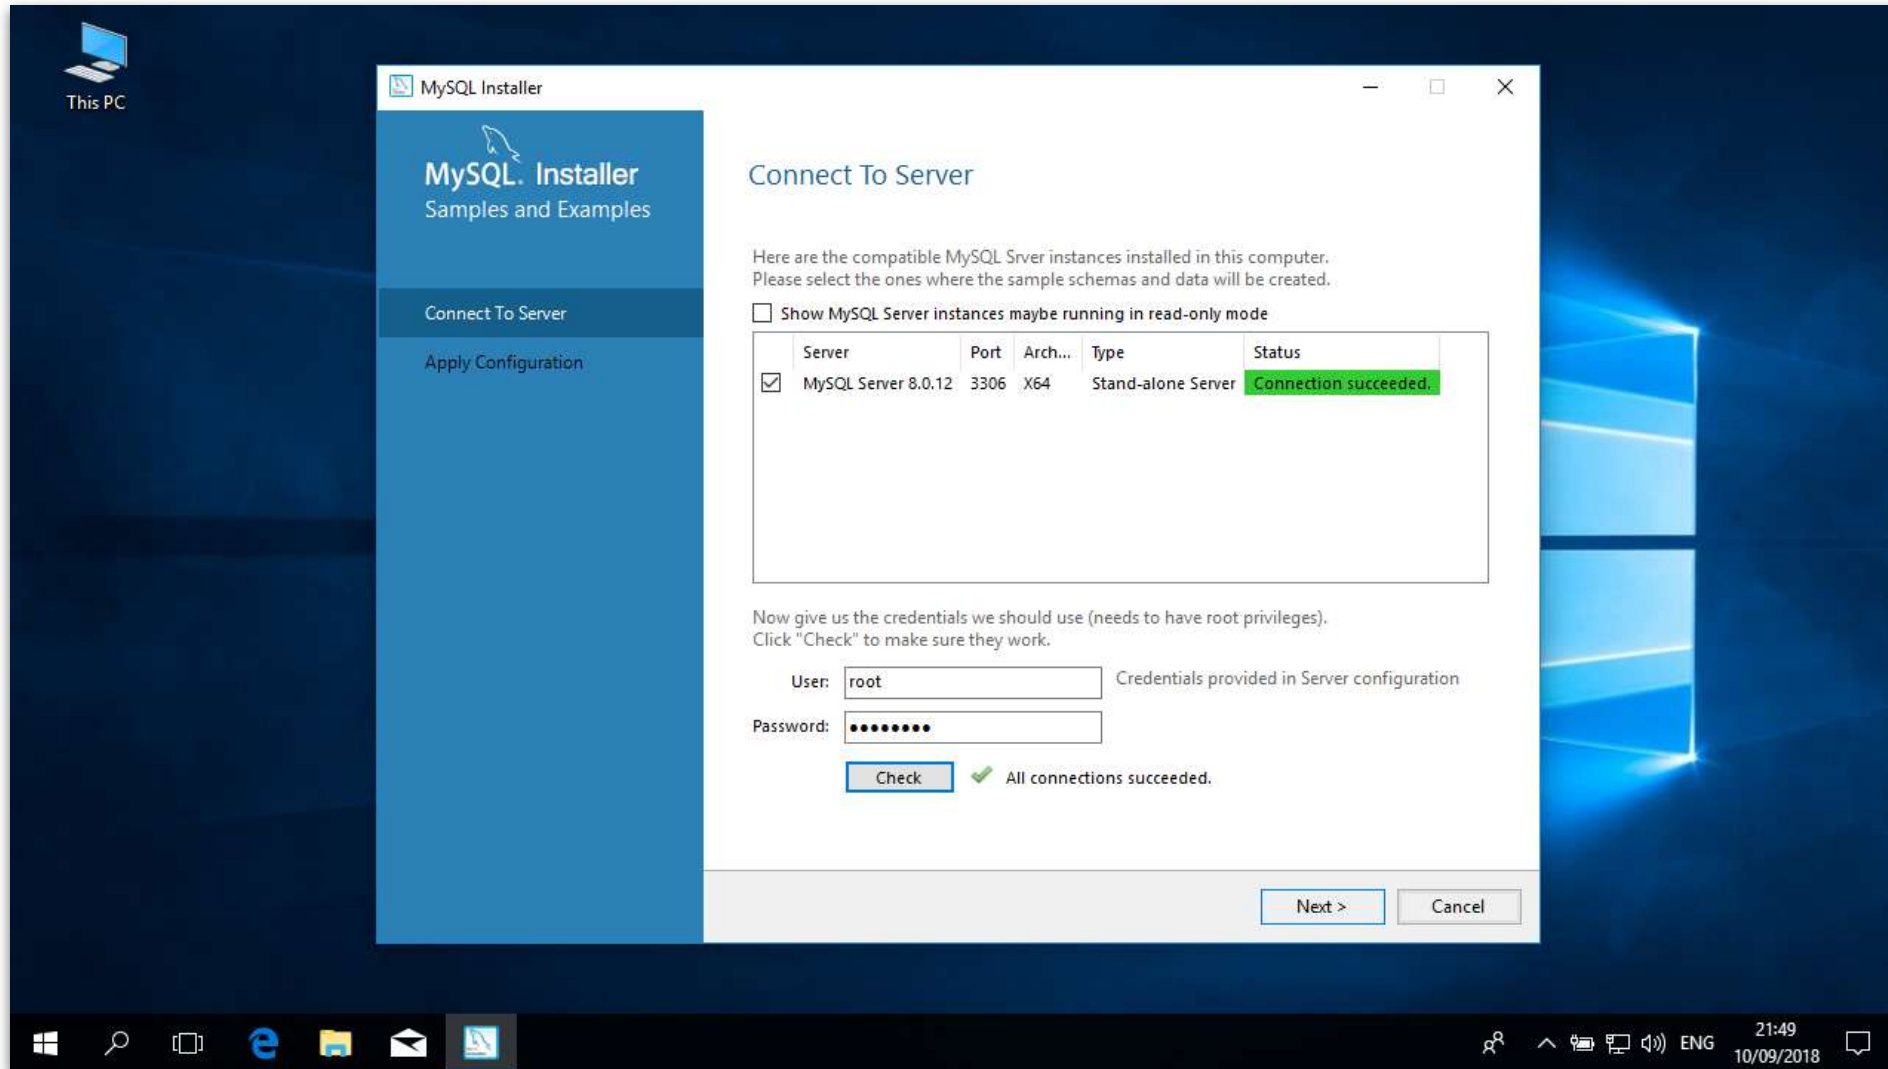 This PC
MySQL Installer
MySQL. Installer
Samples and Examples
Connect To Server
Apply Configuration
Connect To Server
Here are the compatible MySQL Srver instances installed in this computer.
Please select the ones where the sample schemas and data will be created.
Show MySQL Server instances maybe running in read-only mode
Server Port Arch... Type Status
MySQL Server 8.0.12 3306 X64 Stand-alone Server Connection succeeded.
Now give us the credentials we should use (needs to have root privileges).
Click "Check" to make sure they work.
User: root Credentials provided in Server configuration
Password: ●●●●●●●●
Check All connections succeeded.
Next > Cancel
ENG
21:49
10/09/2018